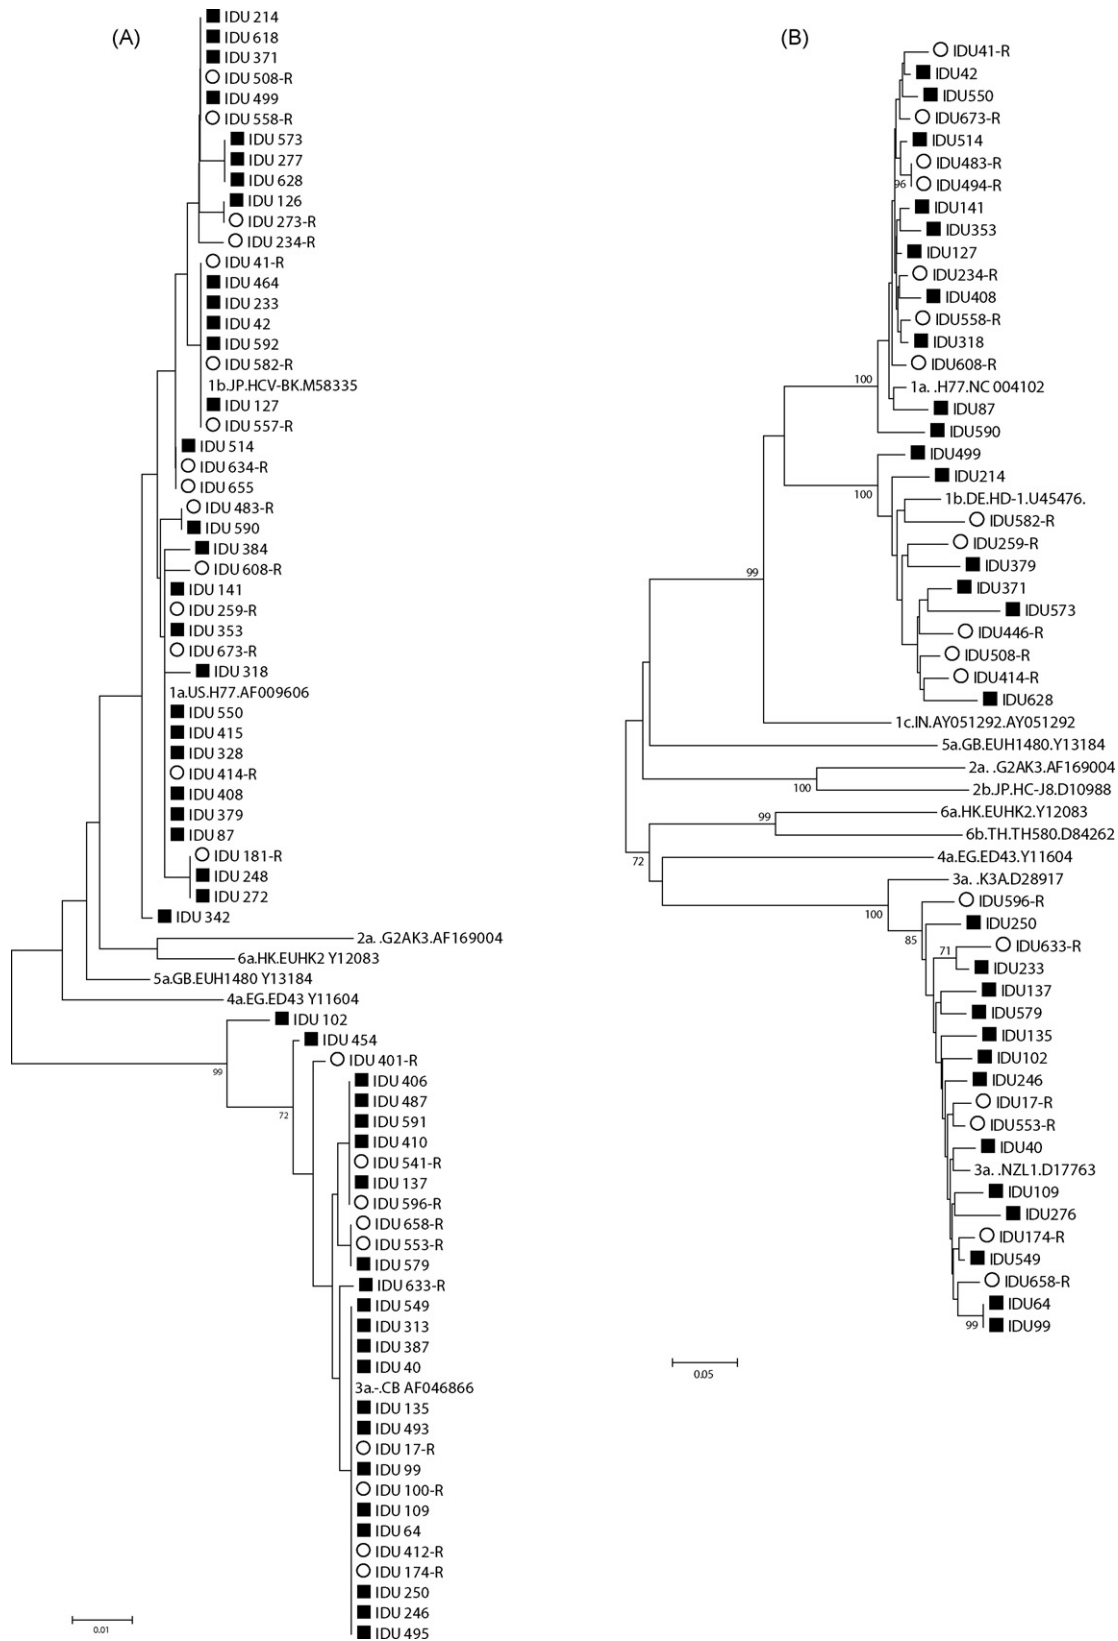 (A)
IDU 214
IDU 618
IDU 371
IDU 508-R
IDU 499
IDU 558-R
IDU 573
IDU 277
IDU 628
IDU 126
IDU 273-R
IDU 234-R
IDU 41-R
IDU 464
IDU 233
IDU 42
IDU 592
IDU 582-R
1b.JP.HCV-BK.M58335
IDU 127
IDU 557-R
IDU 514
IDU 634-R
IDU 655
IDU 483-R
IDU 590
IDU 384
IDU 608-R
IDU 141
IDU 259-R
IDU 353
IDU 673-R
IDU 318
1a.US.H77.AF009606
IDU 550
IDU 415
IDU 328
IDU 414-R
IDU 408
IDU 379
IDU 87
IDU 181-R
IDU 248
IDU 272
IDU 342
2a. .G2AK3.AF169004
6a.HK.EUHK2 Y12083
5a.GB.EUH1480 Y13184
4a.EG.ED43 Y11604
IDU 102
99
IDU 454
72
IDU 401-R
IDU 406
IDU 487
IDU 591
IDU 410
IDU 541-R
IDU 137
IDU 596-R
IDU 658-R
IDU 553-R
IDU 579
IDU 633-R
IDU 549
IDU 313
IDU 387
IDU 40
3a.-.CB AF046866
IDU 135
IDU 493
IDU 17-R
IDU 99
IDU 100-R
IDU 109
IDU 64
IDU 412-R
IDU 174-R
IDU 250
IDU 246
IDU 495
0.01
(B)
IDU41-R
IDU42
IDU550
IDU673-R
IDU514
IDU483-R
96
IDU494-R
IDU141
IDU353
IDU127
IDU234-R
IDU408
IDU558-R
IDU318
IDU608-R
100
1a. .H77.NC 004102
IDU87
IDU590
IDU499
IDU214
100
1b.DE.HD-1.U45476.
IDU582-R
IDU259-R
IDU379
99
IDU371
IDU573
IDU446-R
IDU508-R
IDU414-R
IDU628
1c.IN.AY051292.AY051292
5a.GB.EUH1480.Y13184
2a. .G2AK3.AF169004
100
2b.JP.HC-J8.D10988
6a.HK.EUHK2.Y12083
99
6b.TH.TH580.D84262
72
4a.EG.ED43.Y11604
3a. .K3A.D28917
100
IDU596-R
IDU250
85
IDU633-R
71
IDU233
IDU137
IDU579
IDU135
IDU102
IDU246
IDU17-R
IDU553-R
IDU40
3a. .NZL1.D17763
IDU109
IDU276
IDU174-R
IDU549
IDU658-R
IDU64
99
IDU99
0.05